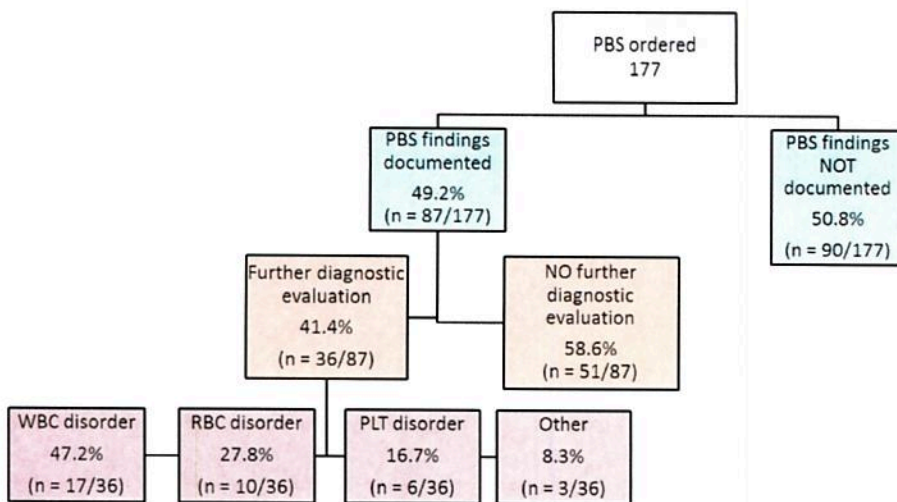 PBS ordered
177
PBS findings
documented
49.2%
(n = 87/177)
PBS findings
NOT
documented
50.8%
(n = 90/177)
Further diagnostic
evaluation
41.4%
(n = 36/87)
NO further
diagnostic
evaluation
58.6%
(n = 51/87)
WBC disorder
47.2%
(n = 17/36)
RBC disorder
27.8%
(n = 10/36)
PLT disorder
16.7%
(n = 6/36)
Other
8.3%
(n = 3/36)